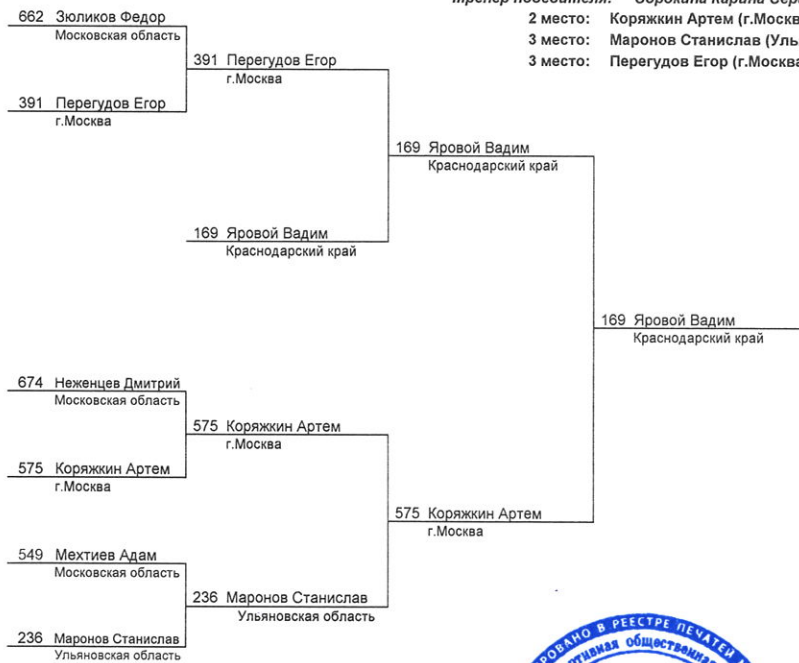 662 Зюликов Федор
Московская область
391 Перегудов Егор
г.Москва
391 Перегудов Егор
г.Москва
169 Яровой Вадим
Краснодарский край
169 Яровой Вадим
Краснодарский край
169 Яровой Вадим
Краснодарский край
674 Неженцев Дмитрий
Московская область
575 Коряжкин Артем
г.Москва
575 Коряжкин Артем
г.Москва
575 Коряжкин Артем
г.Москва
549 Мехтиев Адам
Московская область
236 Маронов Станислав
Ульяновская область
236 Маронов Станислав
Ульяновская область
2 место: Коряжкин Артем (г.Москв
3 место: Маронов Станислав (Уль
3 место: Перегудов Егор (г.Москва
В РЕЕСТРЕ ПЕЧАТЕЙ